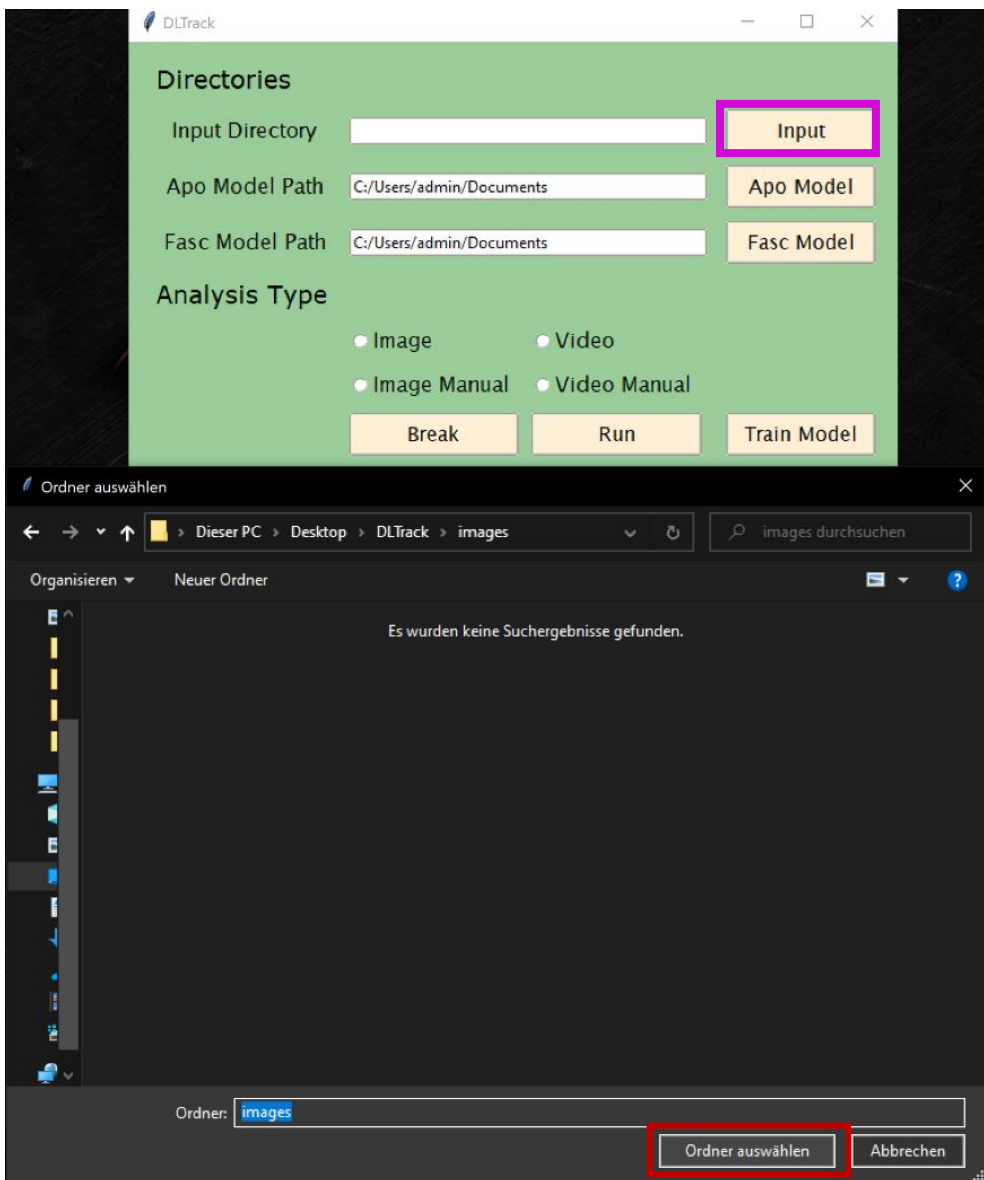 DLTrack
Directories
Input Directory Input
Apo Model Path C:/Users/admin/Documents Apo Model
Fasc Model Path C:/Users/admin/Documents Fasc Model
Analysis Type
Image Video
Image Manual Video Manual
Break Run Train Model
Ordner auswählen
Dieser PC > Desktop > DLTrack > images images durchsuchen
Organisieren Neuer Ordner ?
Es wurden keine Suchergebnisse gefunden.
Ordner: images
Ordner auswählen Abbrechen